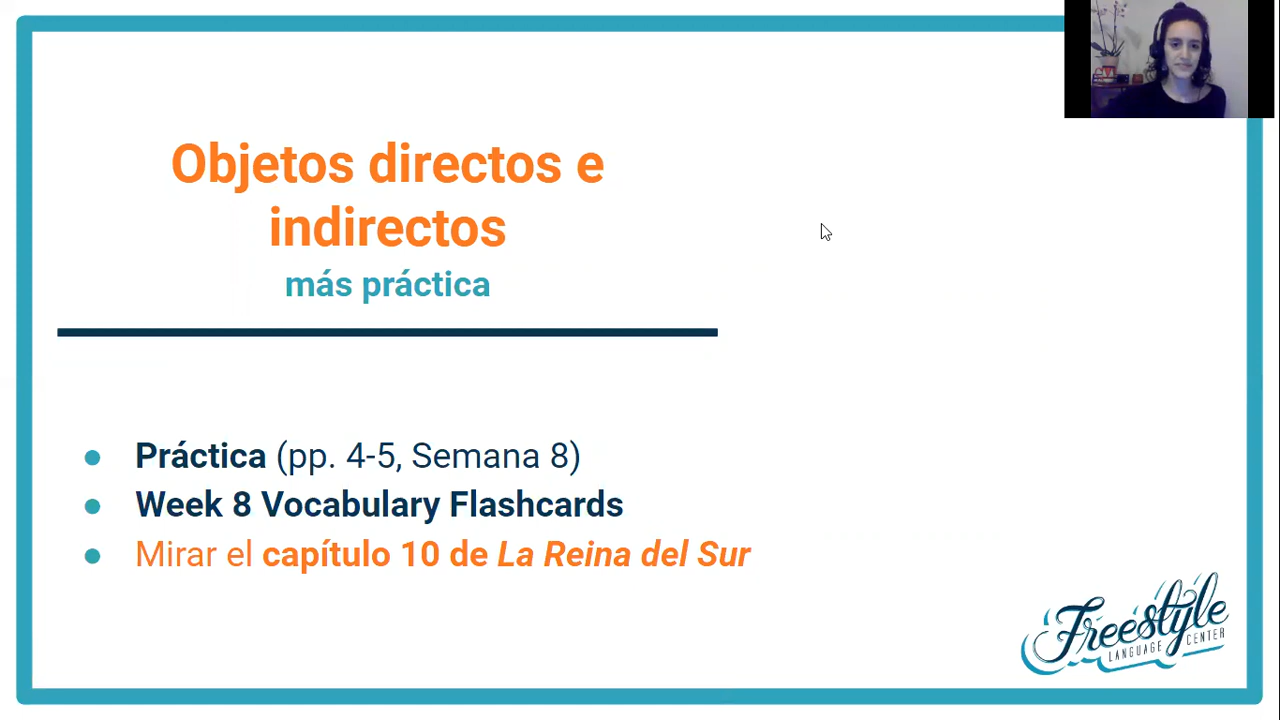 Objetos directos e
indirectos
más práctica
● Práctica (pp. 4-5, Semana 8)
● Week 8 Vocabulary Flashcards
● Mirar el capítulo 10 de La Reina del Sur
Freestyle
LANGUAGE CENTER